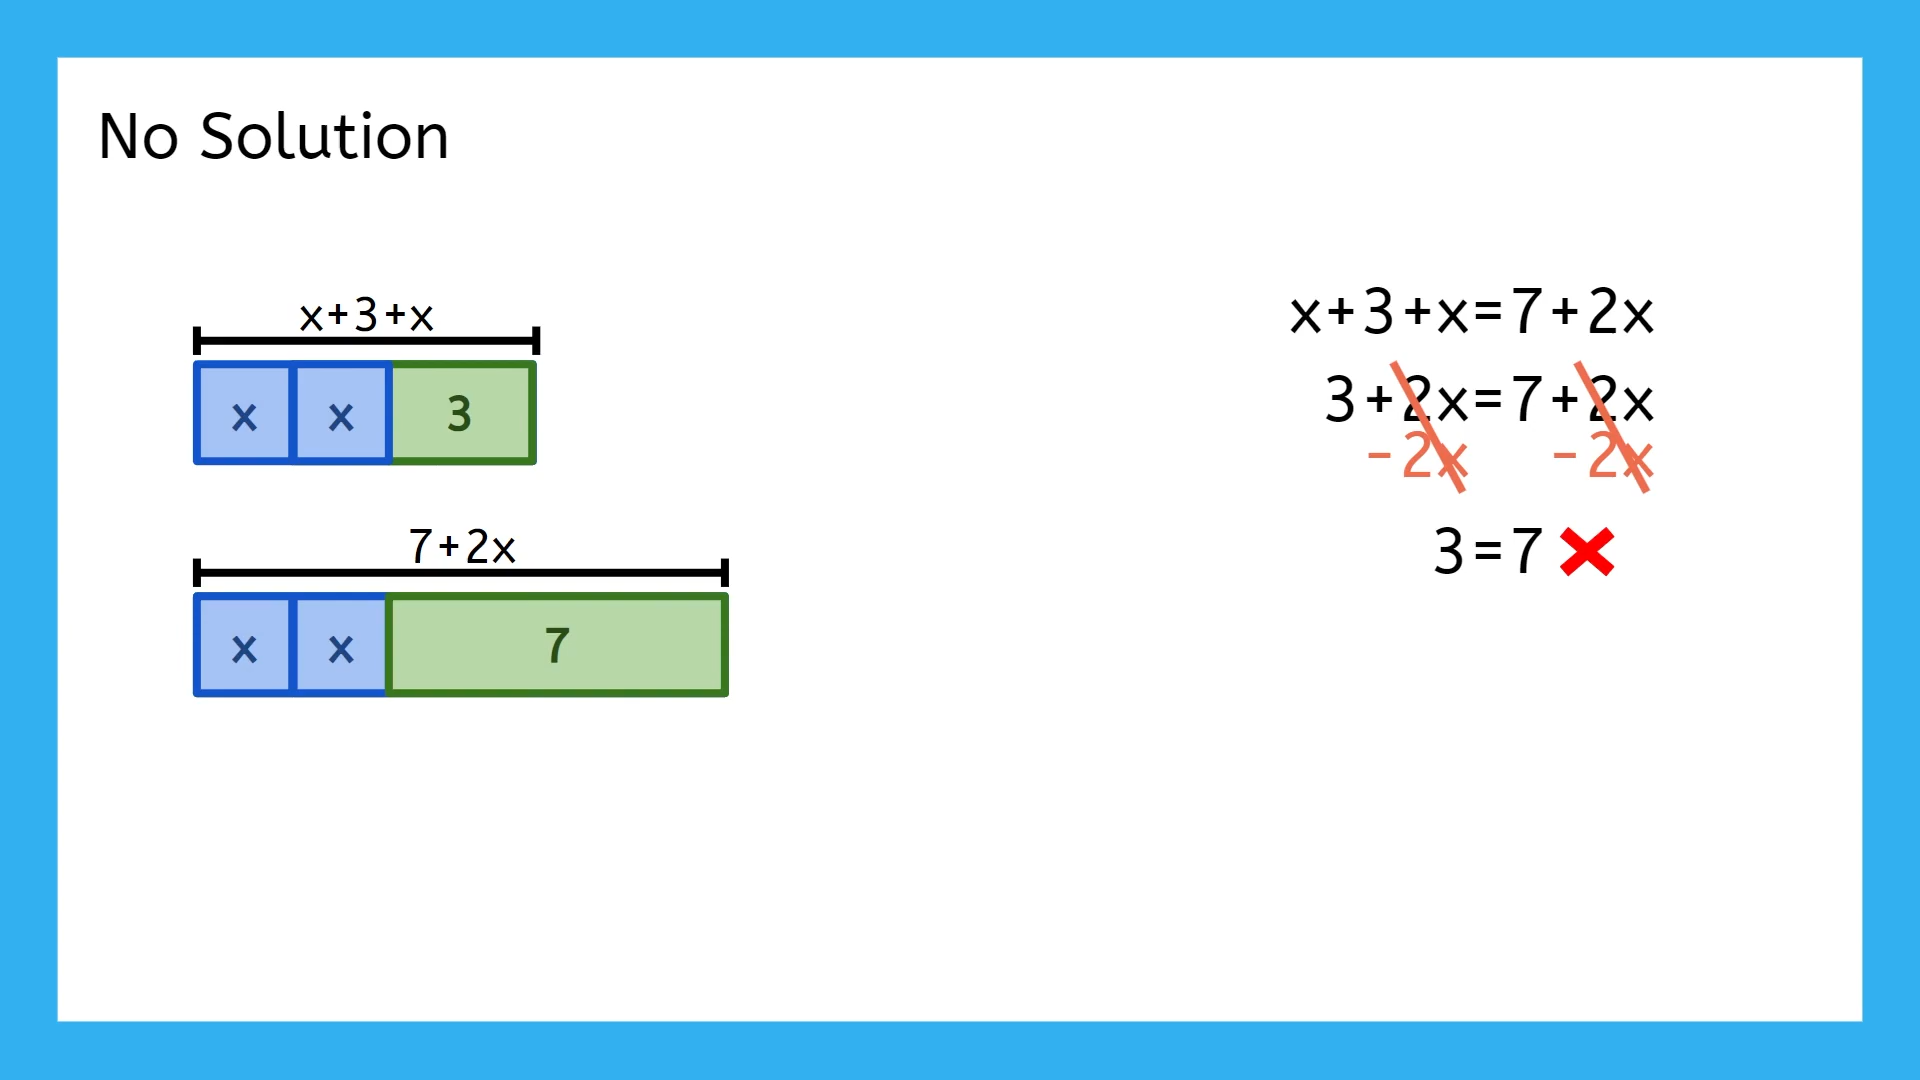 No Solution
x+3+x
x x 3
7+2x
x x 7
x+3+x=7+2x
3+2x=7+2x
-2x -2x
3=7